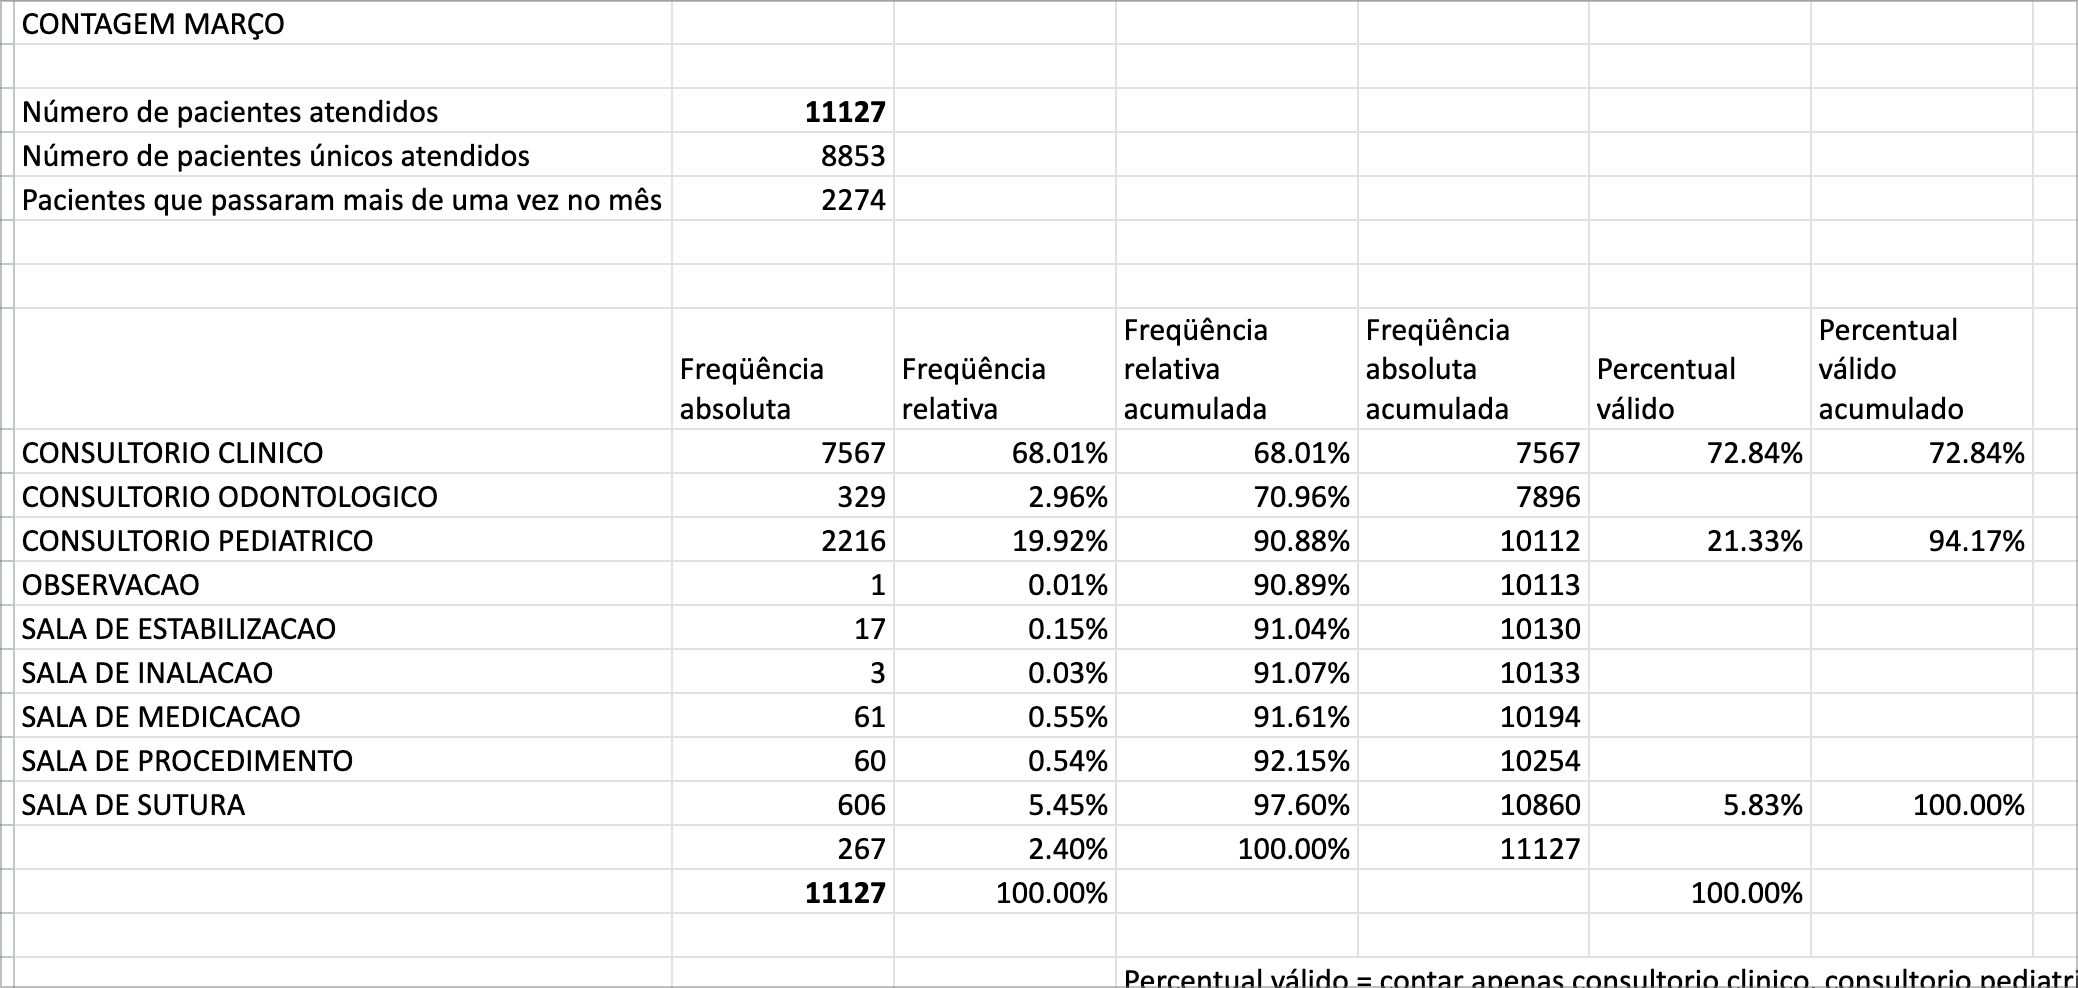 CONTAGEM MARÇO
Número de pacientes atendidos 11127
Número de pacientes únicos atendidos 8853
Pacientes que passaram mais de uma vez no mês 2274
Freqüência absoluta Freqüência relativa Freqüência relativa acumulada Freqüência absoluta acumulada Percentual válido Percentual válido acumulado
CONSULTORIO CLINICO 7567 68.01% 68.01% 7567 72.84% 72.84%
CONSULTORIO ODONTOLOGICO 329 2.96% 70.96% 7896
CONSULTORIO PEDIATRICO 2216 19.92% 90.88% 10112 21.33% 94.17%
OBSERVACAO 1 0.01% 90.89% 10113
SALA DE ESTABILIZACAO 17 0.15% 91.04% 10130
SALA DE INALACAO 3 0.03% 91.07% 10133
SALA DE MEDICACAO 61 0.55% 91.61% 10194
SALA DE PROCEDIMENTO 60 0.54% 92.15% 10254
SALA DE SUTURA 606 5.45% 97.60% 10860 5.83% 100.00%
267 2.40% 100.00% 11127
11127 100.00% 100.00%
Percentual válido = contar apenas consultorio clinico, consultorio pediatri